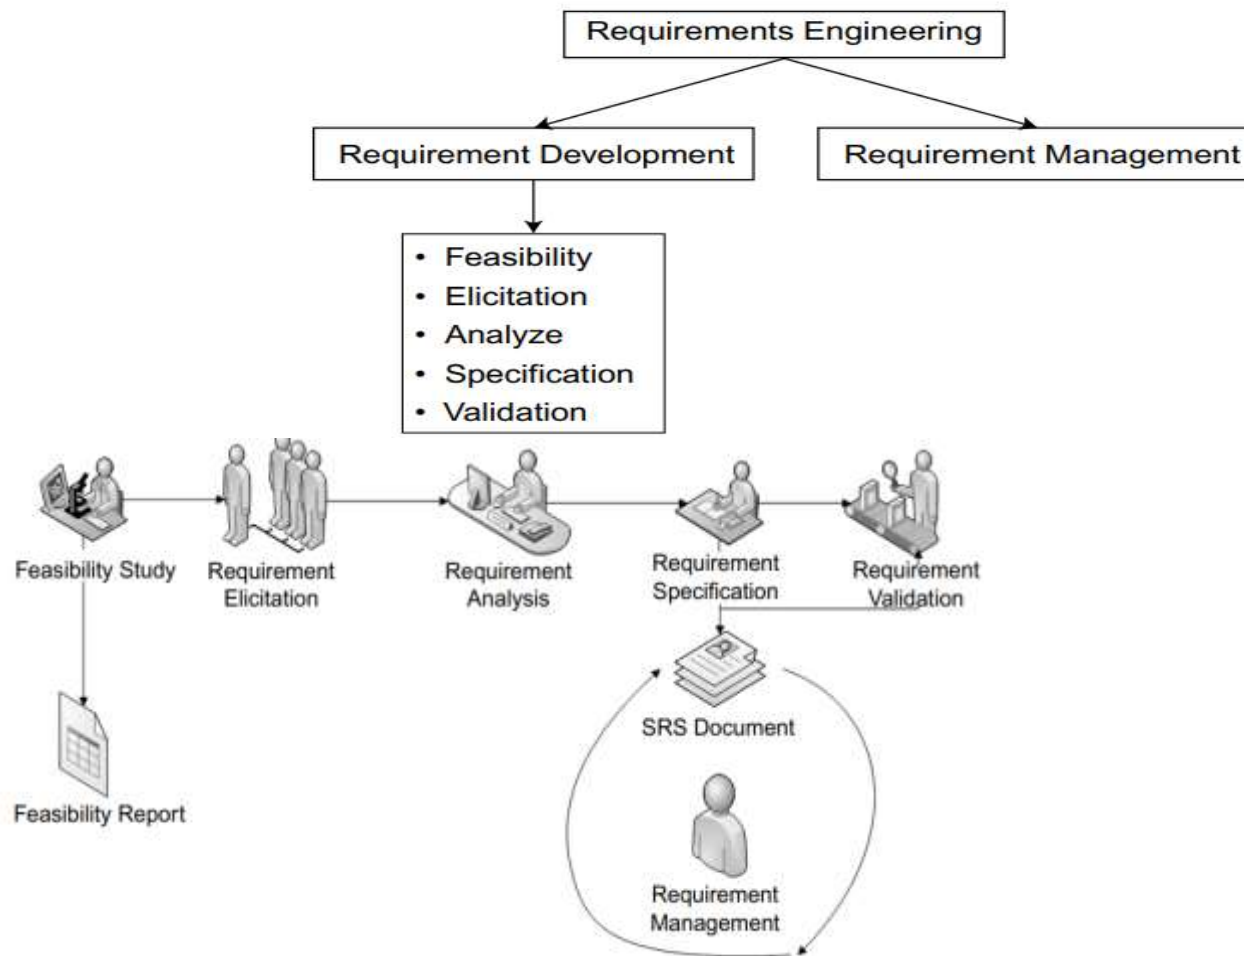 Requirements Engineering
Requirement Development
Requirement Management
• Feasibility
• Elicitation
• Analyze
• Specification
• Validation
Feasibility Study
Requirement
Elicitation
Requirement
Analysis
Requirement
Specification
Requirement
Validation
SRS Document
Feasibility Report
Requirement
Management